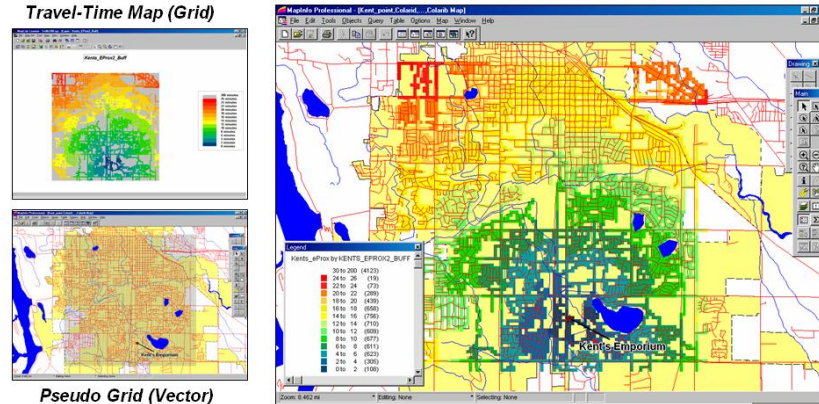 Travel-Time Map (Grid)
Kents_EProx2_Buff
Pseudo Grid (Vector)
Kent's Emporium
MapInfo Professional - [Kent_point,Colarid,...,Colarib Map]
File Edit Tools Objects Query Table Options Map Window Help
Drawing
Main
Legend
Kents_eProx by KENTS_EPROX2_BUFF
30 to 200 (4123)
24 to 26 (19)
22 to 24 (73)
20 to 22 (289)
18 to 20 (439)
16 to 18 (658)
14 to 16 (756)
12 to 14 (710)
10 to 12 (609)
8 to 10 (677)
6 to 8 (611)
4 to 6 (623)
2 to 4 (305)
0 to 2 (108)
Kent's Emporium
Zoom: 0.462 mi Editing: None Selecting: None